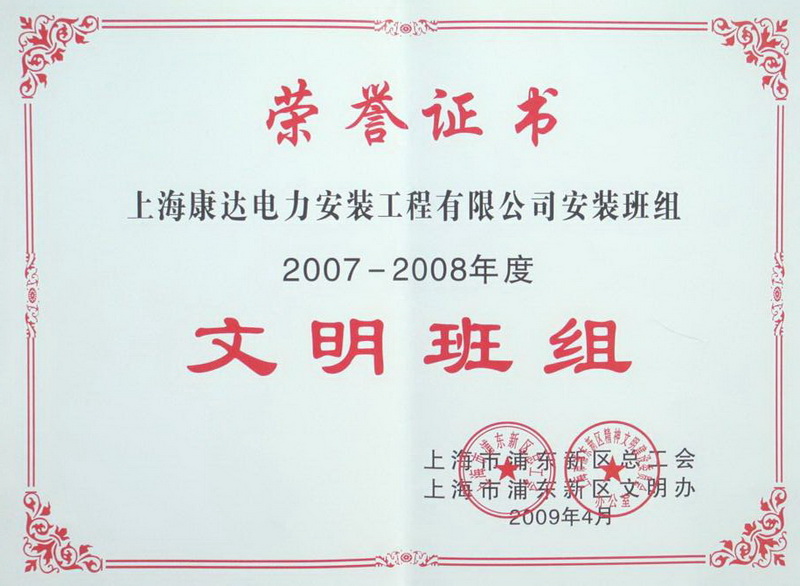 荣誉证书
上海康达电力安装工程有限公司安装班组
2007-2008年度
文明班组
上海市浦东新区总工会
上海市浦东新区文明办
2009年4月
办公室